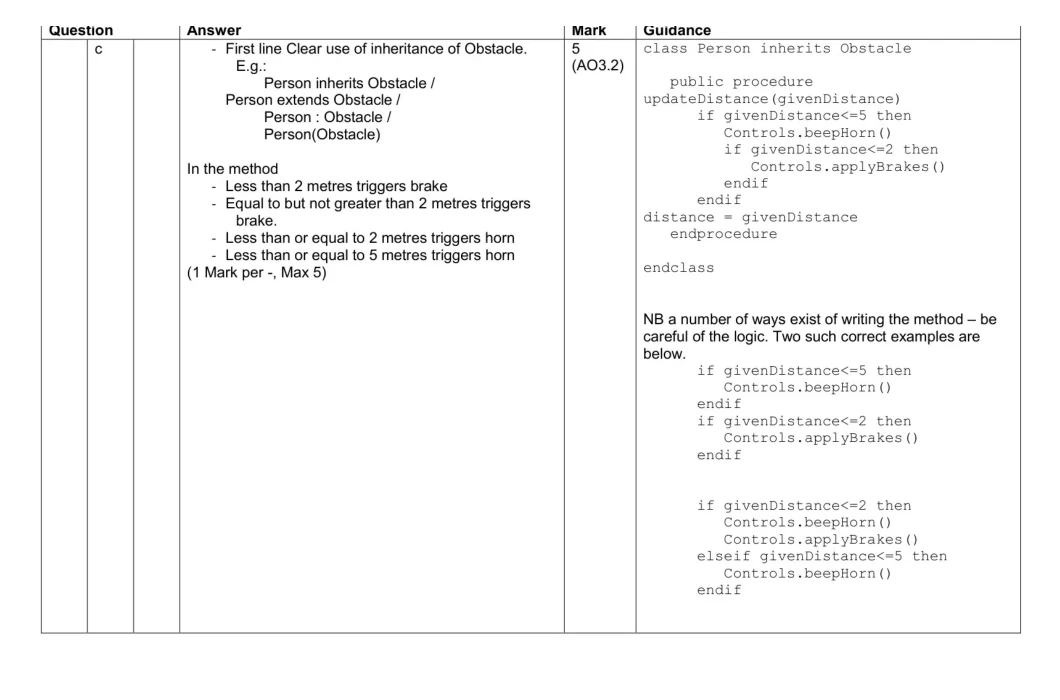 Question Answer Mark Guidance
c
- First line Clear use of inheritance of Obstacle.
E.g.:
Person inherits Obstacle /
Person extends Obstacle /
Person : Obstacle /
Person(Obstacle)
In the method
- Less than 2 metres triggers brake
- Equal to but not greater than 2 metres triggers
brake.
- Less than or equal to 2 metres triggers horn
- Less than or equal to 5 metres triggers horn
(1 Mark per -, Max 5)
5
(AO3.2)
class Person inherits Obstacle
public procedure
updateDistance(givenDistance)
if givenDistance<=5 then
Controls.beepHorn()
if givenDistance<=2 then
Controls.applyBrakes()
endif
endif
distance = givenDistance
endprocedure
endclass
NB a number of ways exist of writing the method – be
careful of the logic. Two such correct examples are
below.
if givenDistance<=5 then
Controls.beepHorn()
endif
if givenDistance<=2 then
Controls.applyBrakes()
endif
if givenDistance<=2 then
Controls.beepHorn()
Controls.applyBrakes()
elseif givenDistance<=5 then
Controls.beepHorn()
endif